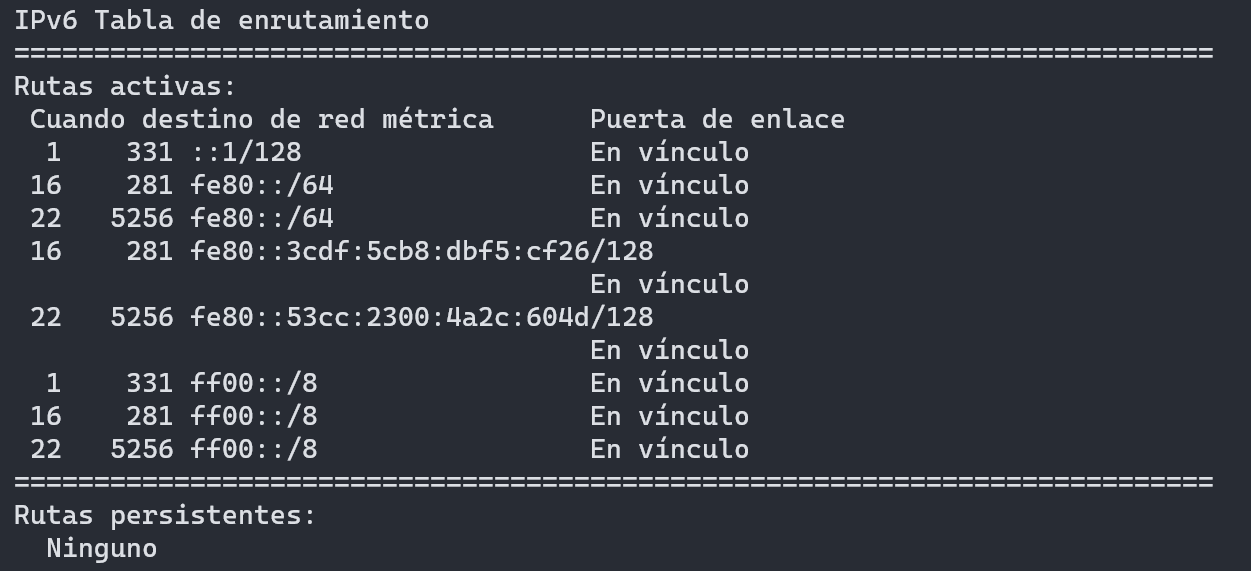 IPv6 Tabla de enrutamiento
===========================================================================
Rutas activas:
 Cuando destino de red métrica      Puerta de enlace
  1    331 ::1/128                  En vínculo
 16    281 fe80::/64                En vínculo
 22   5256 fe80::/64                En vínculo
 16    281 fe80::3cdf:5cb8:dbf5:cf26/128
                                    En vínculo
 22   5256 fe80::53cc:2300:4a2c:604d/128
                                    En vínculo
  1    331 ff00::/8                 En vínculo
 16    281 ff00::/8                 En vínculo
 22   5256 ff00::/8                 En vínculo
===========================================================================
Rutas persistentes:
  Ninguno